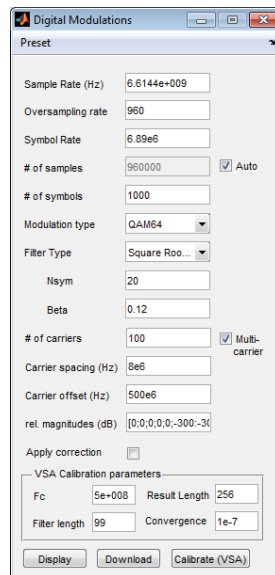 Digital Modulations
Preset
Sample Rate (Hz) 6.6144e+009
Oversampling rate 960
Symbol Rate 6.89e6
# of samples 960000 Auto
# of symbols 1000
Modulation type QAM64
Filter Type Square Roo...
Nsym 20
Beta 0.12
# of carriers 100 Multi-
carrier
Carrier spacing (Hz) 8e6
Carrier offset (Hz) 500e6
rel. magnitudes (dB) [0;0;0;0;0;-300:-30
Apply correction
VSA Calibration parameters
Fc 5e+008 Result Length 256
Filter length 99 Convergence 1e-7
Display Download Calibrate (VSA)